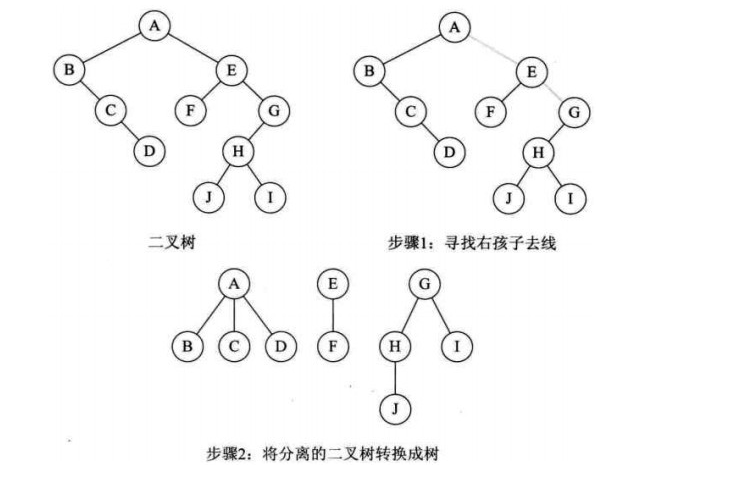 A A
B E B E
C F G C F G
D H D H
J I J I
二叉树 步骤1：寻找右孩子去线
A E G
B C D F H I
J
步骤2：将分离的二叉树转换成树